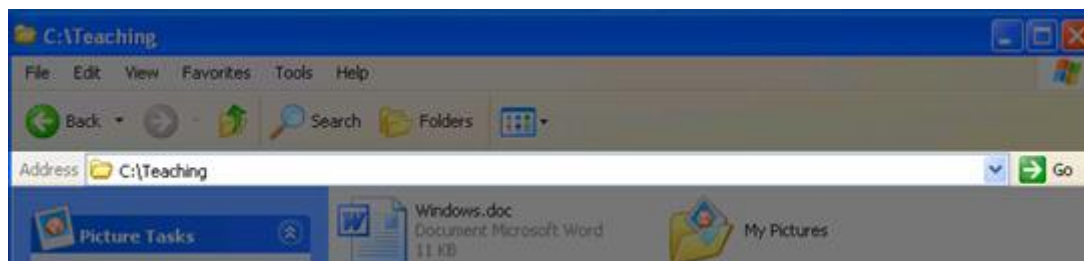 C:\Teaching
File Edit View Favorites Tools Help
Back Search Folders
Address C:\Teaching Go
Picture Tasks
Windows.doc
Document Microsoft Word
11 KB
My Pictures